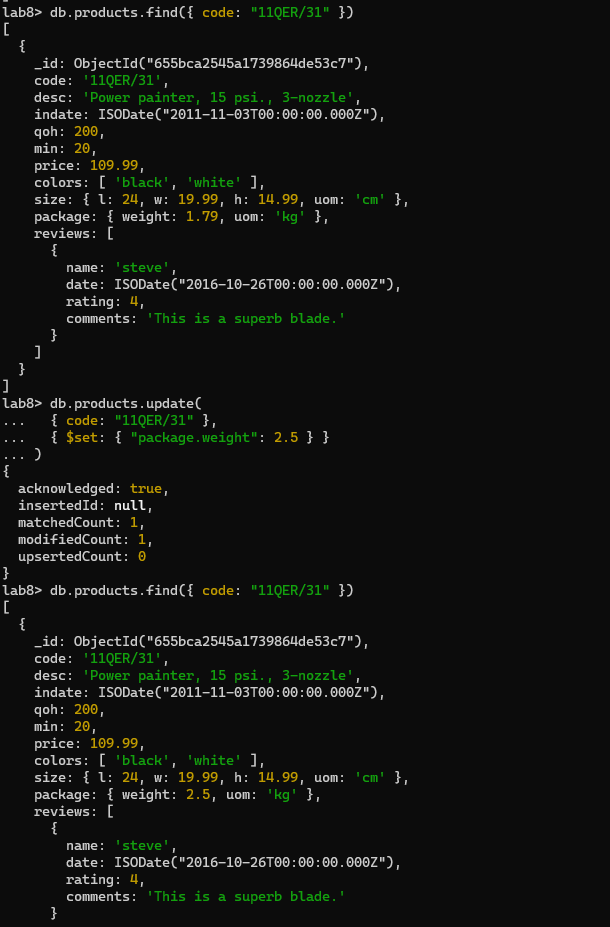 lab8> db.products.find({ code: "11QER/31" })
[
  {
    _id: ObjectId("655bca2545a1739864de53c7"),
    code: '11QER/31',
    desc: 'Power painter, 15 psi., 3-nozzle',
    indate: ISODate("2011-11-03T00:00:00.000Z"),
    qoh: 200,
    min: 20,
    price: 109.99,
    colors: [ 'black', 'white' ],
    size: { l: 24, w: 19.99, h: 14.99, uom: 'cm' },
    package: { weight: 1.79, uom: 'kg' },
    reviews: [
      {
        name: 'steve',
        date: ISODate("2016-10-26T00:00:00.000Z"),
        rating: 4,
        comments: 'This is a superb blade.'
      }
    ]
  }
]
lab8> db.products.update(
...   { code: "11QER/31" },
...   { $set: { "package.weight": 2.5 } }
... )
{
  acknowledged: true,
  insertedId: null,
  matchedCount: 1,
  modifiedCount: 1,
  upsertedCount: 0
}
lab8> db.products.find({ code: "11QER/31" })
[
  {
    _id: ObjectId("655bca2545a1739864de53c7"),
    code: '11QER/31',
    desc: 'Power painter, 15 psi., 3-nozzle',
    indate: ISODate("2011-11-03T00:00:00.000Z"),
    qoh: 200,
    min: 20,
    price: 109.99,
    colors: [ 'black', 'white' ],
    size: { l: 24, w: 19.99, h: 14.99, uom: 'cm' },
    package: { weight: 2.5, uom: 'kg' },
    reviews: [
      {
        name: 'steve',
        date: ISODate("2016-10-26T00:00:00.000Z"),
        rating: 4,
        comments: 'This is a superb blade.'
      }